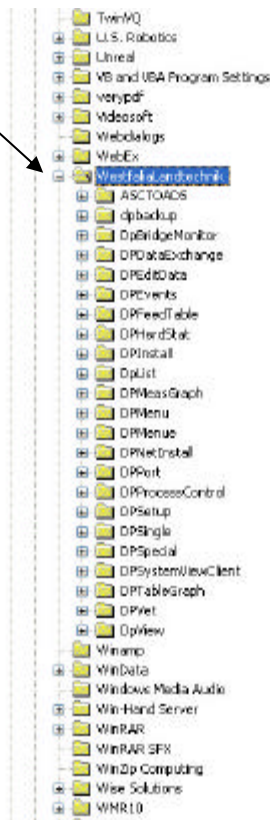 TwinVQ
U.S. Robotics
Unreal
VB and VBA Program Settings
verypdf
Videosoft
Webdialogs
WebEx
WestfaliaLandtechnik
ASCTOADS
dpbackup
DpBridgeMonitor
DPDataExchange
DPEditData
DPEvents
DPFeedTable
DPHerdStat
DPInstall
DpList
DPMeasGraph
DPMenu
DPMenue
DPNetInstall
DPPort
DPProcessControl
DPSetup
DPSingle
DPSpecial
DPSystemViewClient
DPTableGraph
DPVet
DpView
Winamp
WinData
Windows Media Audio
Win-Hand Server
WinRAR
WinRAR SFX
WinZip Computing
Wise Solutions
WMR10